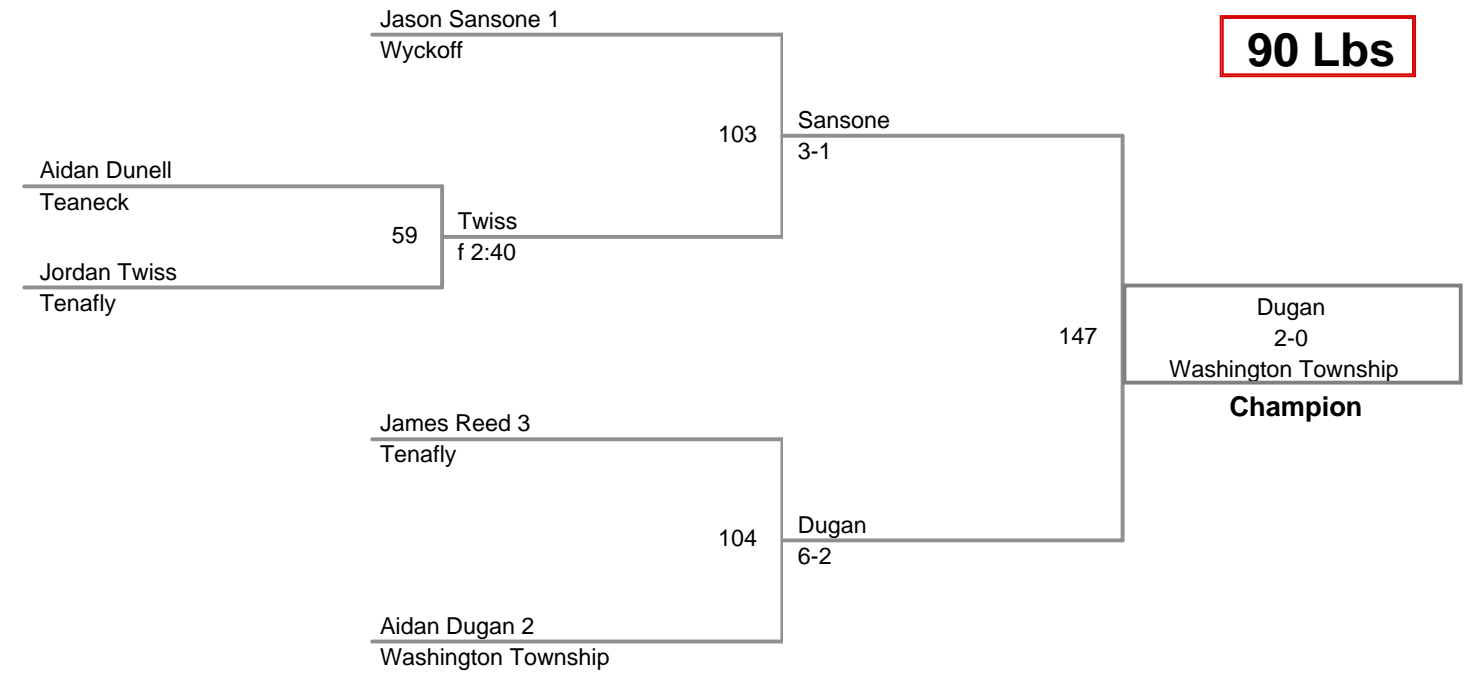 Jason Sansone 1
Wyckoff
90 Lbs
103
Sansone
3-1
Aidan Dunell
Teaneck
59
Twiss
f 2:40
Jordan Twiss
Tenafly
147
Dugan
2-0
Washington Township
Champion
James Reed 3
Tenafly
104
Dugan
6-2
Aidan Dugan 2
Washington Township